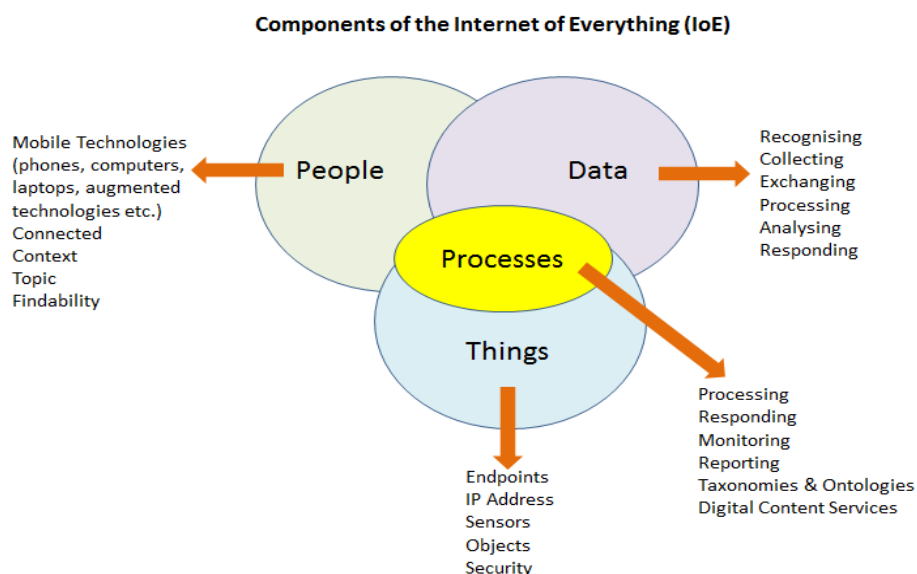 Components of the Internet of Everything (IoE)
People
Data
Processes
Things
Mobile Technologies
(phones, computers,
laptops, augmented
technologies etc.)
Connected
Context
Topic
Findability
Recognising
Collecting
Exchanging
Processing
Analysing
Responding
Endpoints
IP Address
Sensors
Objects
Security
Processing
Responding
Monitoring
Reporting
Taxonomies & Ontologies
Digital Content Services